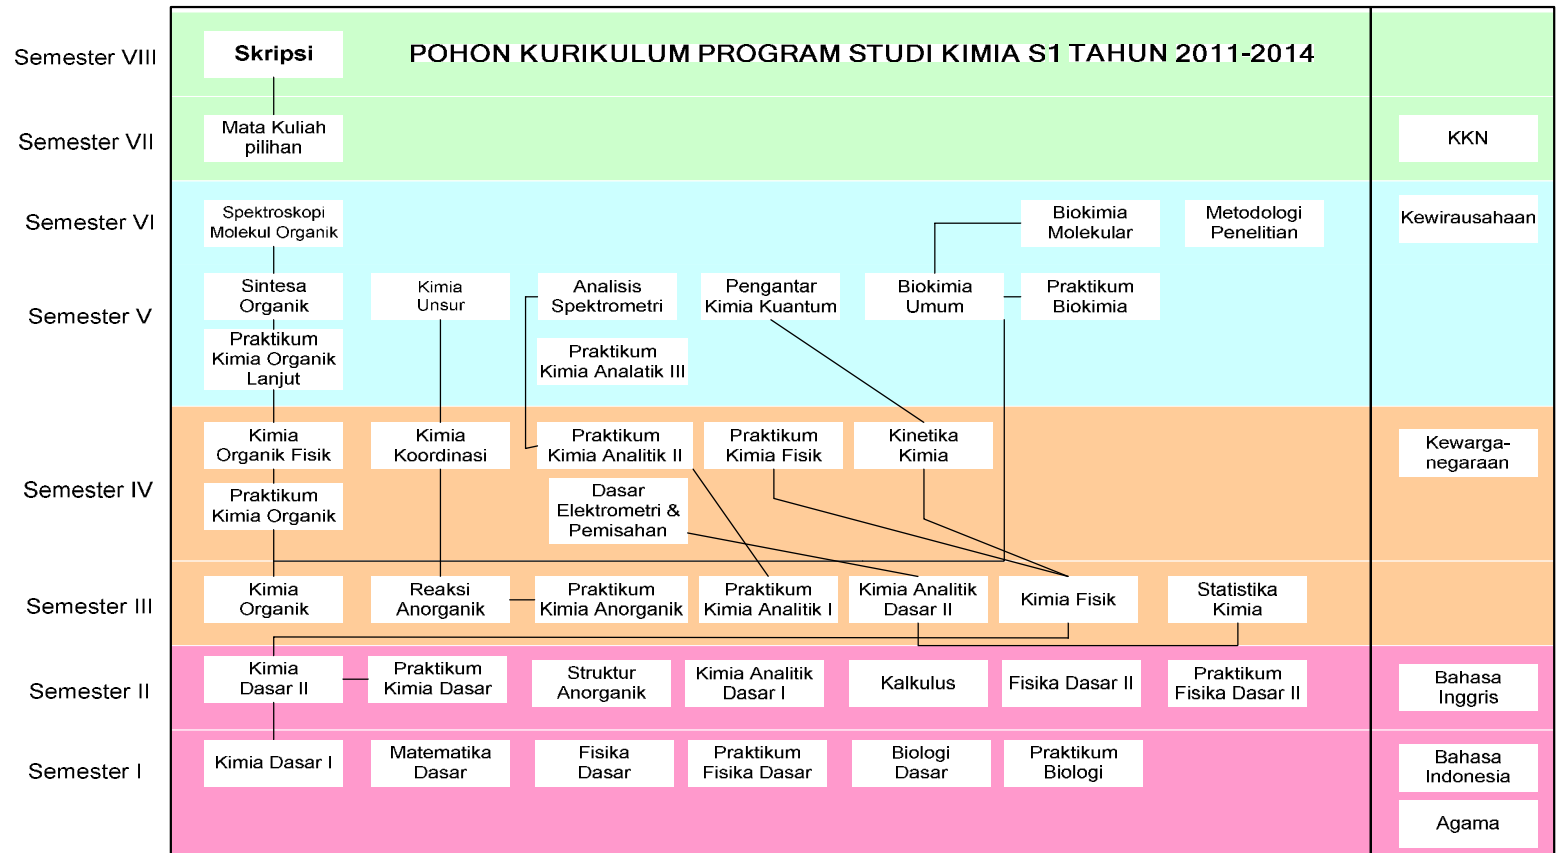 Semester VIII
Skripsi
POHON KURIKULUM PROGRAM STUDI KIMIA S1 TAHUN 2011-2014
Semester VII
Mata Kuliah
pilihan
KKN
Semester VI
Spektroskopi
Molekul Organik
Biokimia
Molekular
Metodologi
Penelitian
Kewirausahaan
Semester V
Sintesa
Organik
Kimia
Unsur
Analisis
Spektrometri
Pengantar
Kimia Kuantum
Biokimia
Umum
Praktikum
Biokimia
Praktikum
Kimia Organik
Lanjut
Praktikum
Kimia Analatik III
Semester IV
Kimia
Organik Fisik
Kimia
Koordinasi
Praktikum
Kimia Analitik II
Praktikum
Kimia Fisik
Kinetika
Kimia
Kewarga-
negaraan
Praktikum
Kimia Organik
Dasar
Elektrometri &
Pemisahan
Semester III
Kimia
Organik
Reaksi
Anorganik
Praktikum
Kimia Anorganik
Praktikum
Kimia Analitik I
Kimia Analitik
Dasar II
Kimia Fisik
Statistika
Kimia
Semester II
Kimia
Dasar II
Praktikum
Kimia Dasar
Struktur
Anorganik
Kimia Analitik
Dasar I
Kalkulus
Fisika Dasar II
Praktikum
Fisika Dasar II
Bahasa
Inggris
Semester I
Kimia Dasar I
Matematika
Dasar
Fisika
Dasar
Praktikum
Fisika Dasar
Biologi
Dasar
Praktikum
Biologi
Bahasa
Indonesia
Agama